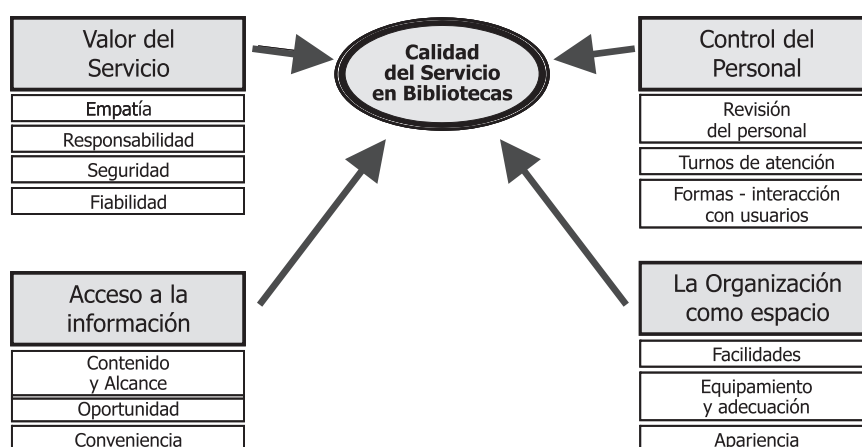 Valor del
Servicio
Empatía
Responsabilidad
Seguridad
Fiabilidad
Calidad
del Servicio
en Bibliotecas
Control del
Personal
Revisión
del personal
Turnos de atención
Formas - interacción
con usuarios
Acceso a la
información
Contenido
y Alcance
Oportunidad
Conveniencia
La Organización
como espacio
Facilidades
Equipamiento
y adecuación
Apariencia